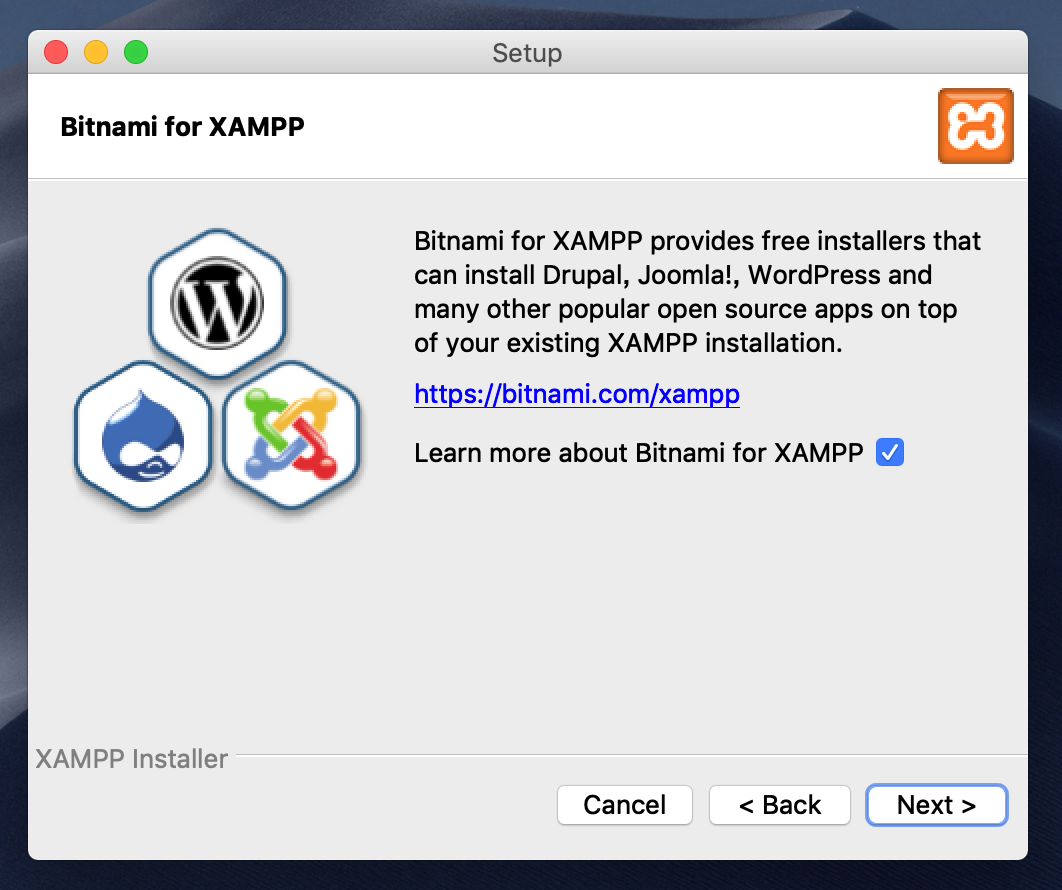 Setup
Bitnami for XAMPP
Bitnami for XAMPP provides free installers that
can install Drupal, Joomla!, WordPress and
many other popular open source apps on top
of your existing XAMPP installation.
https://bitnami.com/xampp
Learn more about Bitnami for XAMPP
XAMPP Installer
Cancel
< Back
Next >